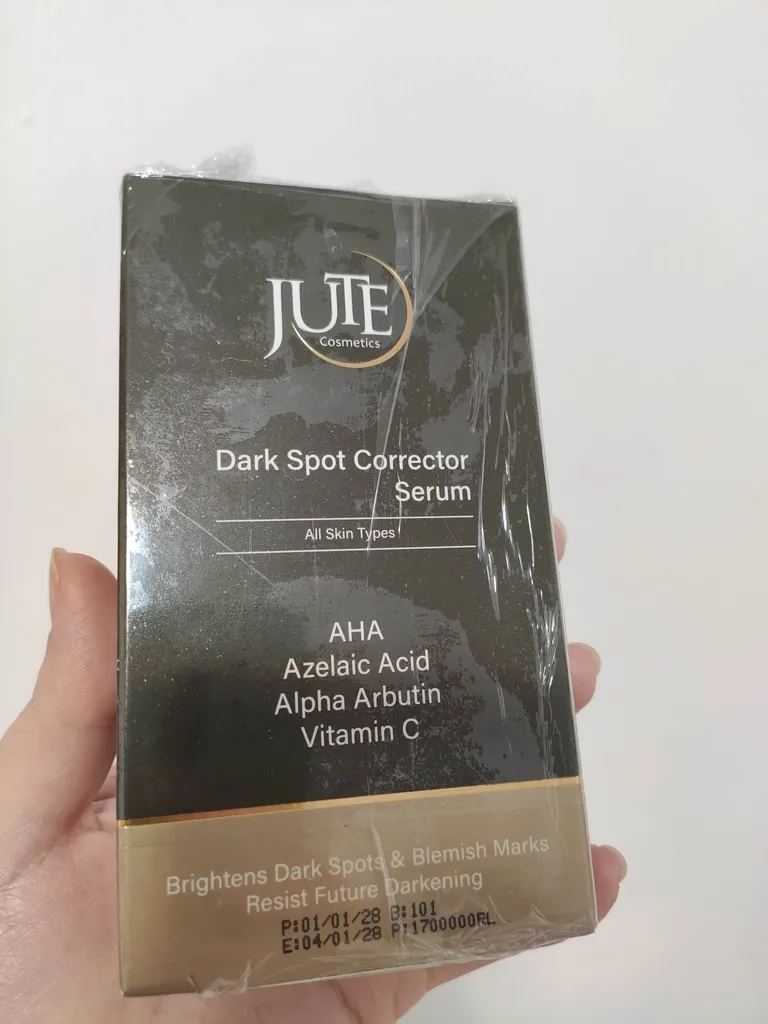 JUTE
Cosmetics
Dark Spot Corrector
Serum
All Skin Types
AHA
Azelaic Acid
Alpha Arbutin
Vitamin C
Brightens Dark Spots & Blemish Marks
Resist Future Darkening
P:01/01/28 B:101
E:04/01/28 P:1700000RL